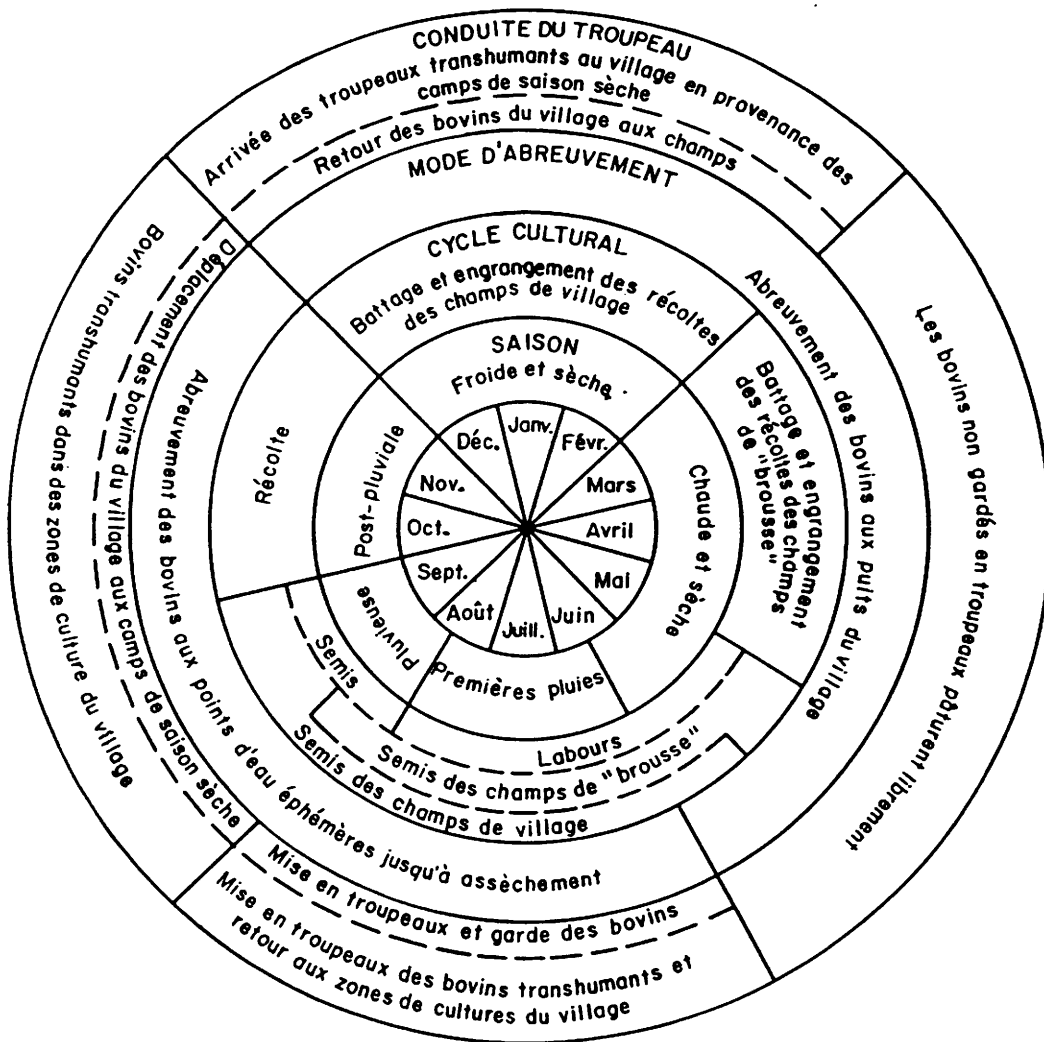 CONDUITE DU TROUPEAU
Arrivée des troupeaux transhumants au village en provenance des
camps de saison sèche
Retour des bovins du village aux champs
MODE D'ABREUVEMENT
CYCLE CULTURAL
Battage et engrangement des récoltes
des champs de village
SAISON
Froide et sèche
Janv.
Févr.
Mars
Avril
Mai
Juin
Juill.
Août
Sept.
Oct.
Nov.
Déc.
Chaude et sèche
Premières pluies
Pluvieuse
Post-pluviale
Battage et engrangement
des récoltes des champs
de "brousse"
Labours
Semis des champs de "brousse"
Semis des champs de village
Semis
Récolte
Abreuvement des bovins aux puits du village
Abreuvement des bovins aux points d'eau éphémères jusqu'à assèchement
Les bovins non gardés en troupeaux pâturent librement
Mise en troupeaux et garde des bovins
Mise en troupeaux des bovins transhumants et
retour aux zones de cultures du village
Déplacement des bovins du village aux camps de saison sèche
Bovins transhumants dans des zones de culture du village